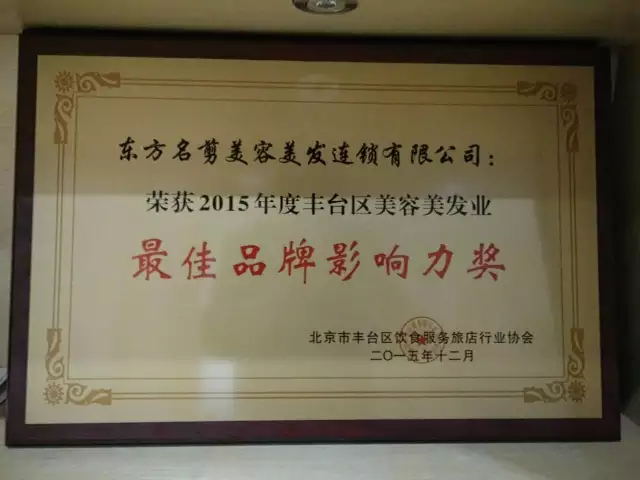 东方名剪美容美发连锁有限公司：
荣获2015年度丰台区美容美发业
最佳品牌影响力奖
北京市丰台区饮食服务旅店行业协会
二〇一五年十二月